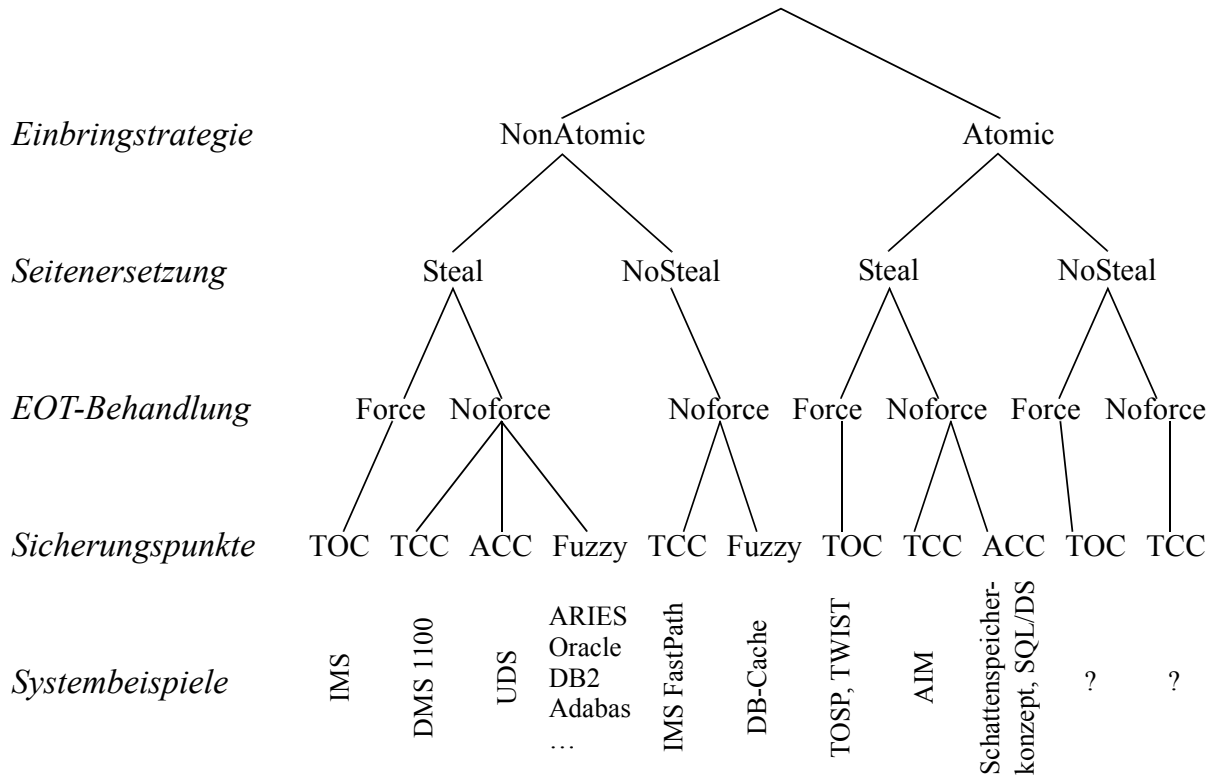 Einbringstrategie NonAtomic Atomic
Seitenersetzung Steal NoSteal Steal NoSteal
EOT-Behandlung Force Noforce Noforce Force Noforce Force Noforce
Sicherungspunkte TOC TCC ACC Fuzzy TCC Fuzzy TOC TCC ACC TOC TCC
Systembeispiele
IMS
DMS 1100
UDS
ARIES
Oracle
DB2
Adabas
…
IMS FastPath
DB-Cache
TOSP, TWIST
AIM
Schattenspeicher-
konzept, SQL/DS
?
?